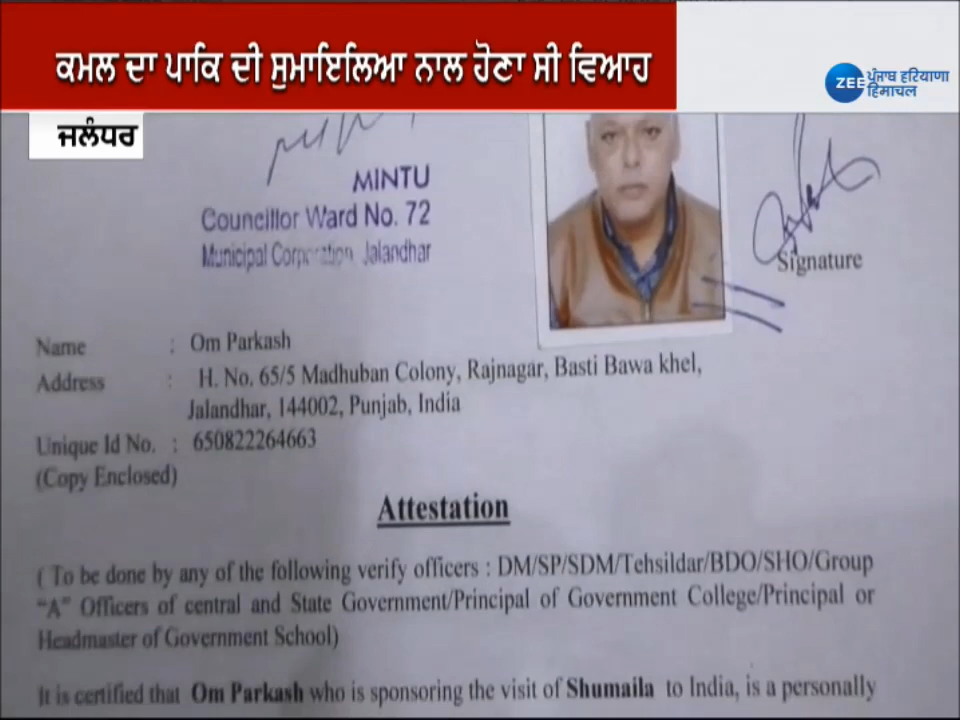 ਕਮਲ ਦਾ ਪਾਕਿ ਦੀ ਸੁਮਾਇਲਿਆ ਨਾਲ ਹੋਣਾ ਸੀ ਵਿਆਹ
ZEE ਪੰਜਾਬ ਹਰਿਯਾਣਾ ਹਿਮਾਚਲ
ਜਲੰਧਰ
MINTU
Councillor Ward No. 72
Municipal Corporation Jalandhar
Signature
Name : Om Parkash
Address : H. No. 65/5 Madhuban Colony, Rajnagar, Basti Bawa khel,
Jalandhar, 144002, Punjab, India
Unique Id No. : 650822264663
(Copy Enclosed)
Attestation
( To be done by any of the following verify officers : DM/SP/SDM/Tehsildar/BDO/SHO/Group
“A” Officers of central and State Government/Principal of Government College/Principal or
Headmaster of Government School)
It is certified that Om Parkash who is sponsoring the visit of Shumaila to India, is a personally